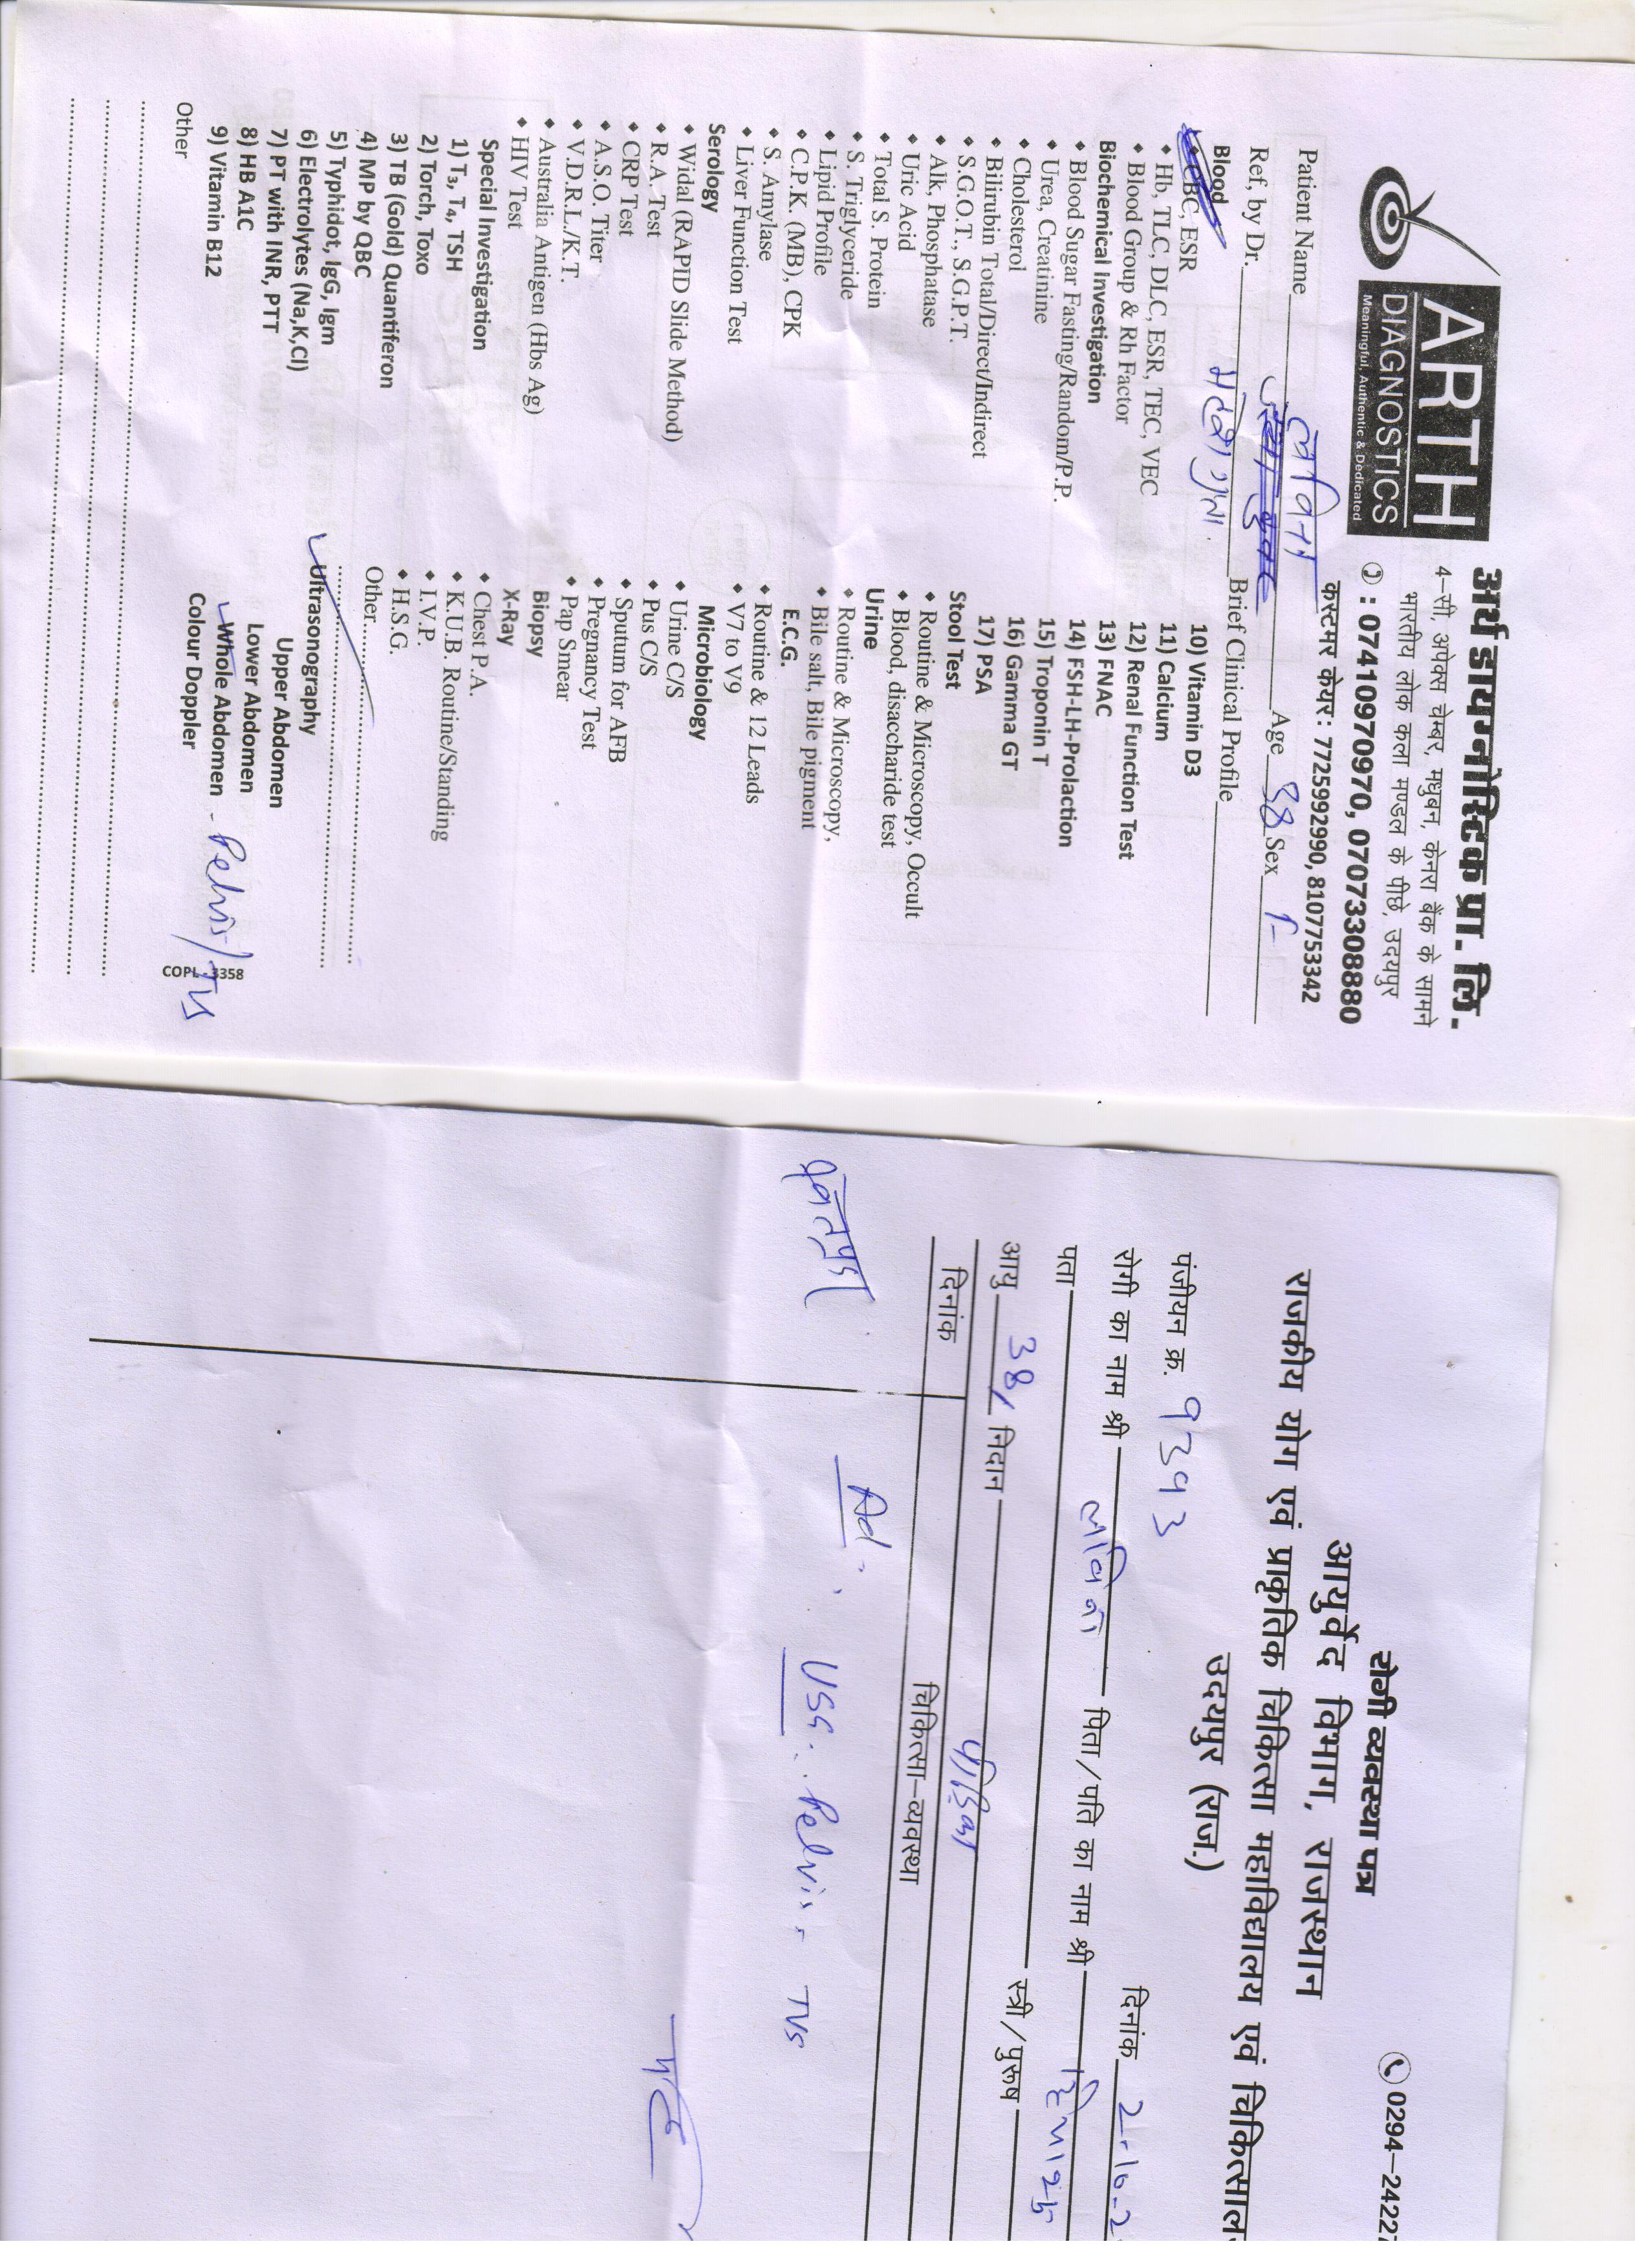 ARTH
DIAGNOSTICS
Meaningful, Authentic & Dedicated
अर्थ डायग्नोस्टिक प्रा. लि.
4–सी, अपेक्स चेम्बर, मधुबन, केनरा बैंक के सामने
भारतीय लोक कला मण्डल के पीछे, उदयपुर
: 07410970970, 07073308880
कस्टमर केयर : 7725992990, 8107753342
Patient Name Age 38 Sex F
Ref, by Dr. Brief Clinical Profile
Blood
CBC, ESR
Hb, TLC, DLC, ESR, TEC, VEC
Blood Group & Rh Factor
Biochemical Investigation
Blood Sugar Fasting/Random/P.P.
Urea, Creatinine
Cholesterol
Bilirubin Total/Direct/Indirect
S.G.O.T., S.G.P.T.
Alk, Phosphatase
Uric Acid
Total S. Protein
S. Triglyceride
Lipid Profile
C.P.K. (MB), CPK
S. Amylase
Liver Function Test
Serology
Widal (RAPID Slide Method)
R.A. Test
CRP Test
A.S.O. Titer
V.D.R.L./K.T.
Australia Antigen (Hbs Ag)
HIV Test
Special Investigation
1) T₃, T₄, TSH
2) Torch, Toxo
3) TB (Gold) Quantiferon
4) MP by QBC
5) Typhidot, IgG, Igm
6) Electrolytes (Na,K,Cl)
7) PT with INR, PTT
8) HB A1C
9) Vitamin B12
Other
10) Vitamin D3
11) Calcium
12) Renal Function Test
13) FNAC
14) FSH-LH-Prolaction
15) Troponin T
16) Gamma GT
17) PSA
Stool Test
Routine & Microscopy, Occult
Blood, disaccharide test
Urine
Routine & Microscopy,
Bile salt, Bile pigment
E.C.G.
Routine & 12 Leads
V7 to V9
Microbiology
Urine C/S
Pus C/S
Sputum for AFB
Pregnancy Test
Pap Smear
Biopsy
X-Ray
Chest P.A.
K.U.B. Routine/Standing
I.V.P.
H.S.G.
Other
Ultrasonography
Upper Abdomen
Lower Abdomen
Whole Abdomen - Pelvis/TVS
Colour Doppler
COPL - 3358
रोगी व्यवस्था पत्र
0294–24227
आयुर्वेद विभाग, राजस्थान
राजकीय योग एवं प्राकृतिक चिकित्सा महाविद्यालय एवं चिकित्साल
उदयपुर (राज.)
पंजीयन क्र. दिनांक 2-10-2
रोगी का नाम श्री पिता/पति का नाम श्री
पता स्त्री/पुरूष
आयु 38/ निदान
दिनांक चिकित्सा–व्यवस्था
Ad.
USG. Pelvis, TVS